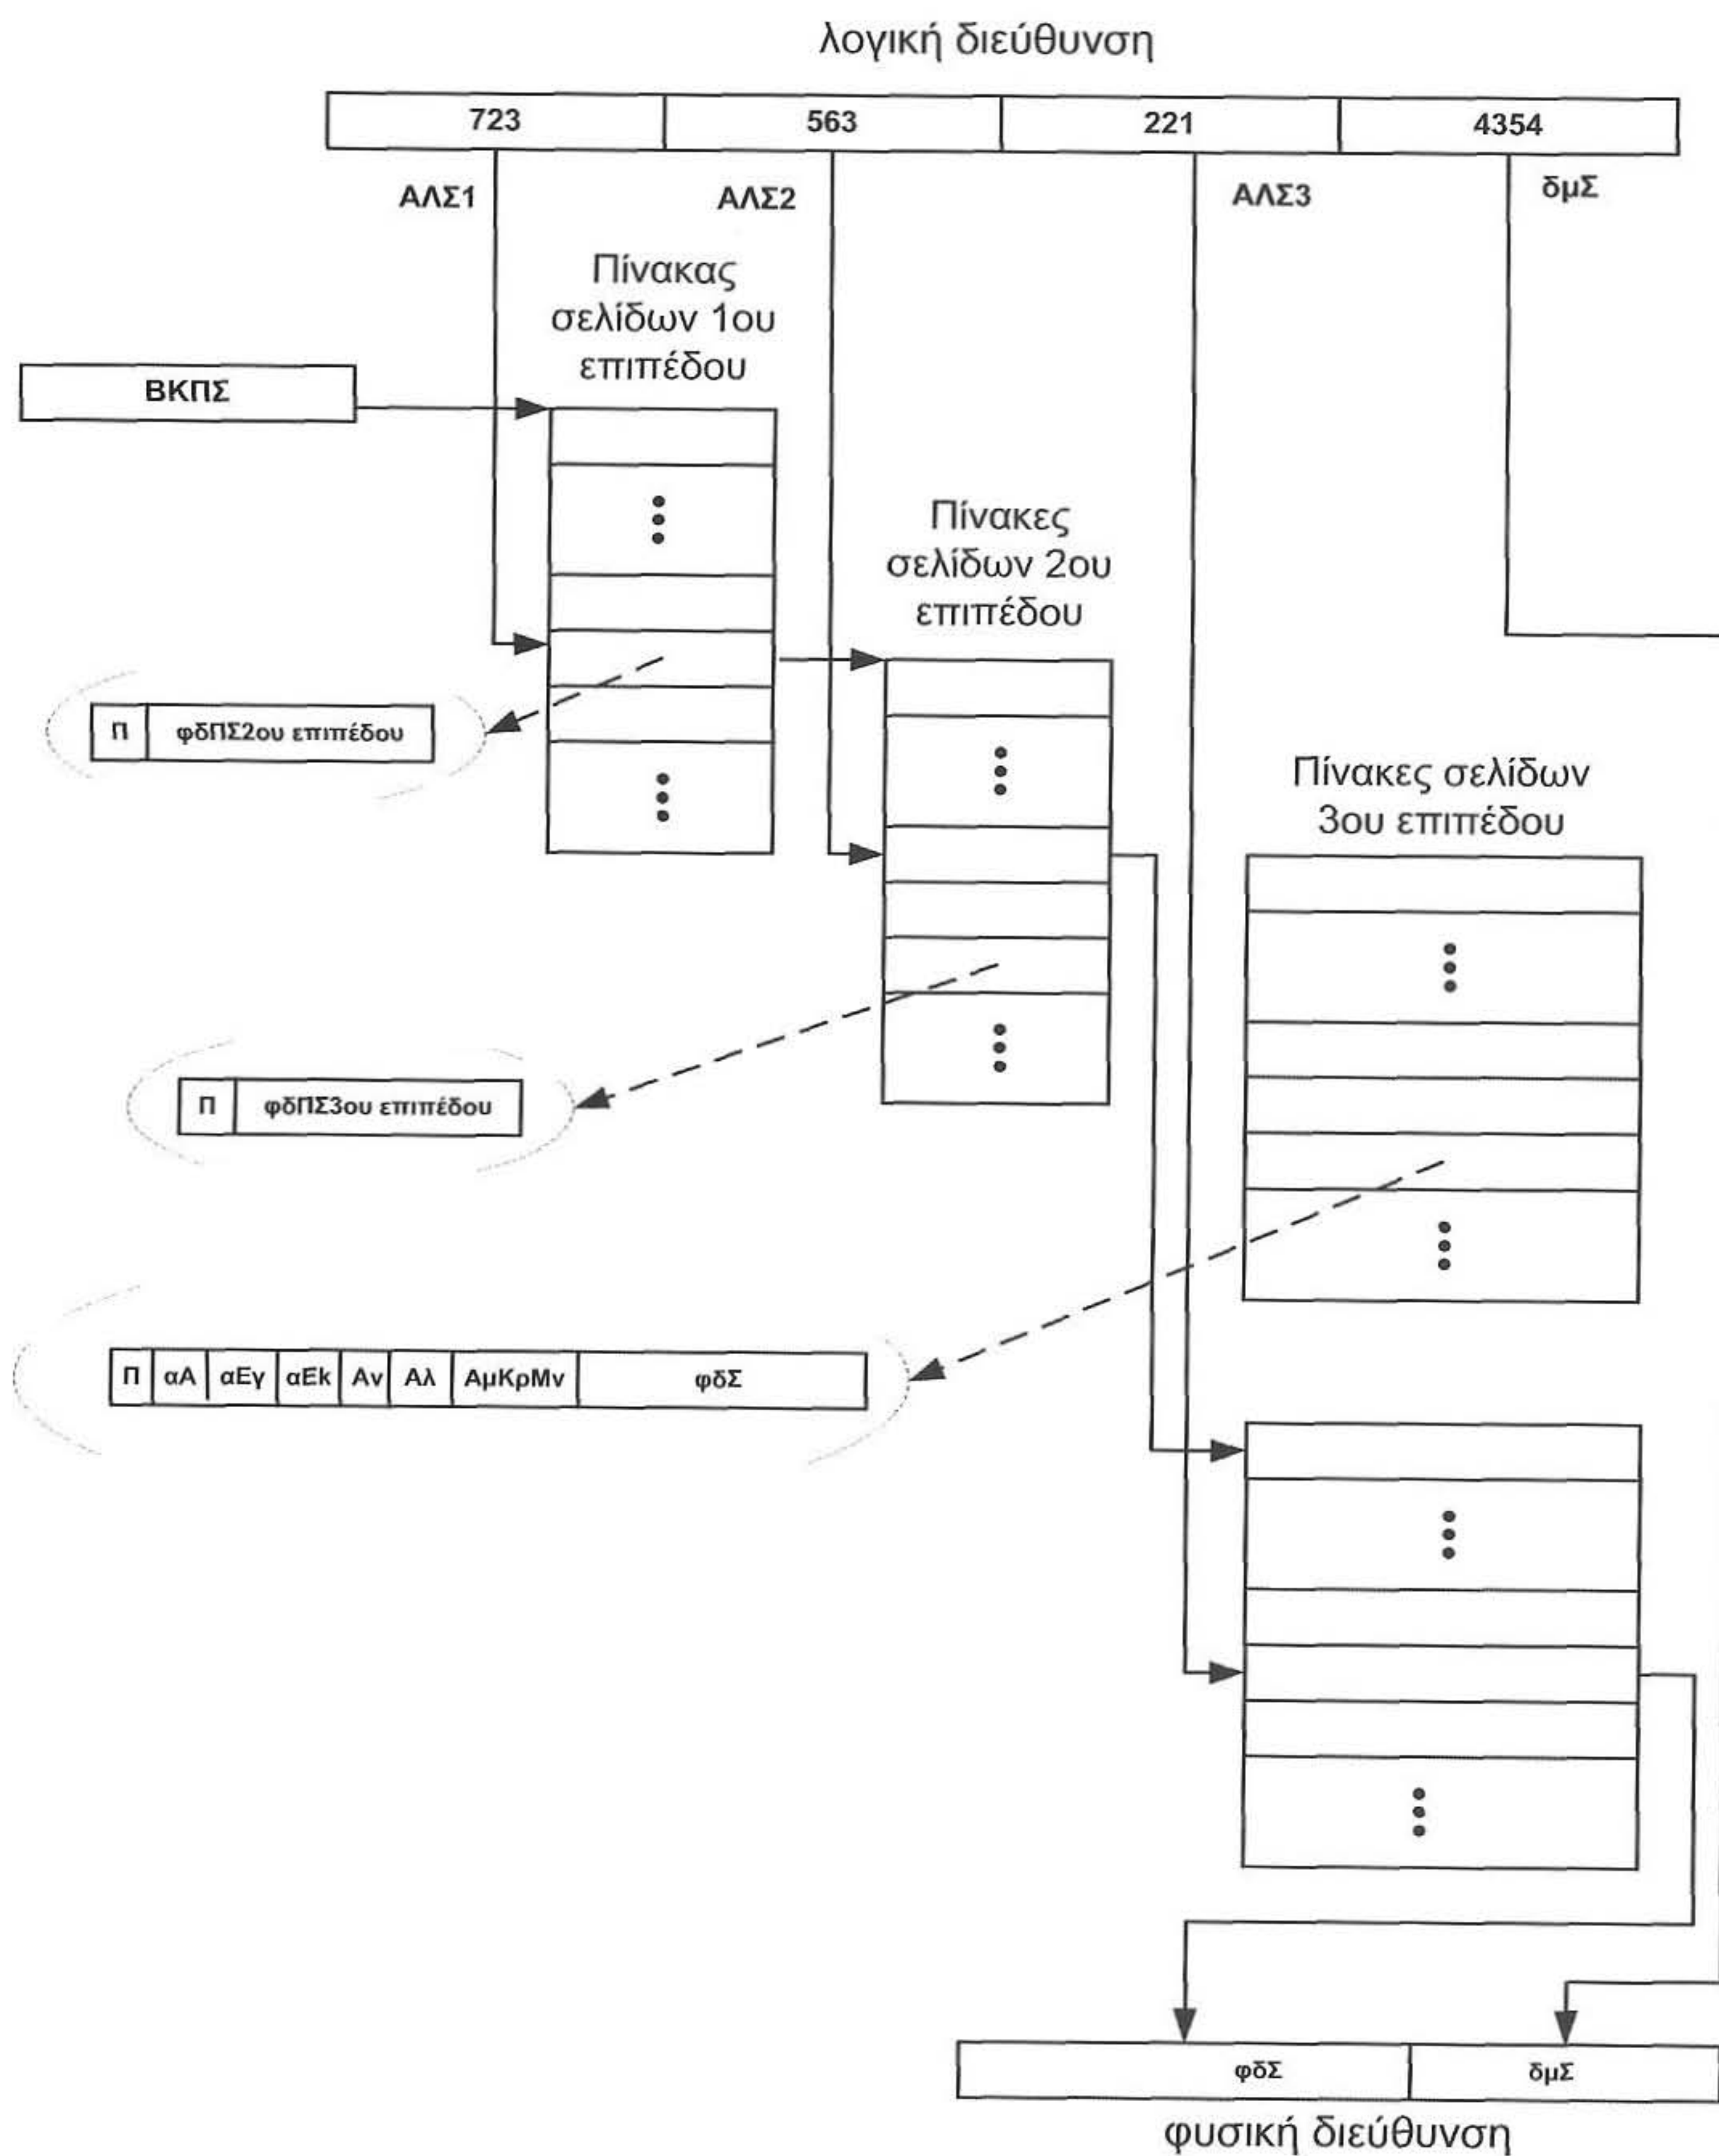 λογική διεύθυνση
723 563 221 4354
ΑΛΣ1 ΑΛΣ2 ΑΛΣ3 δμΣ
Πίνακας
σελίδων 1ου
επιπέδου
ΒΚΠΣ
Πίνακες
σελίδων 2ου
επιπέδου
Π φδΠΣ2ου επιπέδου
Πίνακες σελίδων
3ου επιπέδου
Π φδΠΣ3ου επιπέδου
Π αΑ αΕγ αΕk Αν Αλ ΑμΚρΜν φδΣ
φδΣ δμΣ
φυσική διεύθυνση